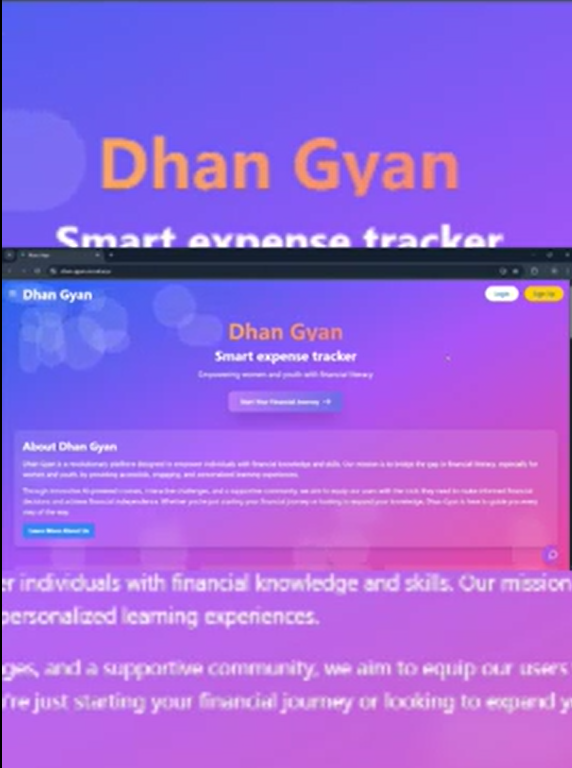 Dhan Gyan
Smart expense tracker
Dhan Gyan
Login
Sign Up
Dhan Gyan
Smart expense tracker
Empowering women and youth with financial literacy
Start Your Financial Journey →
About Dhan Gyan
Dhan Gyan is a revolutionary platform designed to empower individuals with financial knowledge and skills. Our mission is to bridge the gap in financial literacy, especially for
women and youth, by providing accessible, engaging, and personalized learning experiences.
Through innovative AI-powered courses, interactive challenges, and a supportive community, we aim to equip our users with the tools they need to make informed financial
decisions and achieve financial independence. Whether you're just starting your financial journey or looking to expand your knowledge, Dhan Gyan is here to guide you every
step of the way.
Learn More About Us
er individuals with financial knowledge and skills. Our mission
personalized learning experiences.
ges, and a supportive community, we aim to equip our users
're just starting your financial journey or looking to expand y